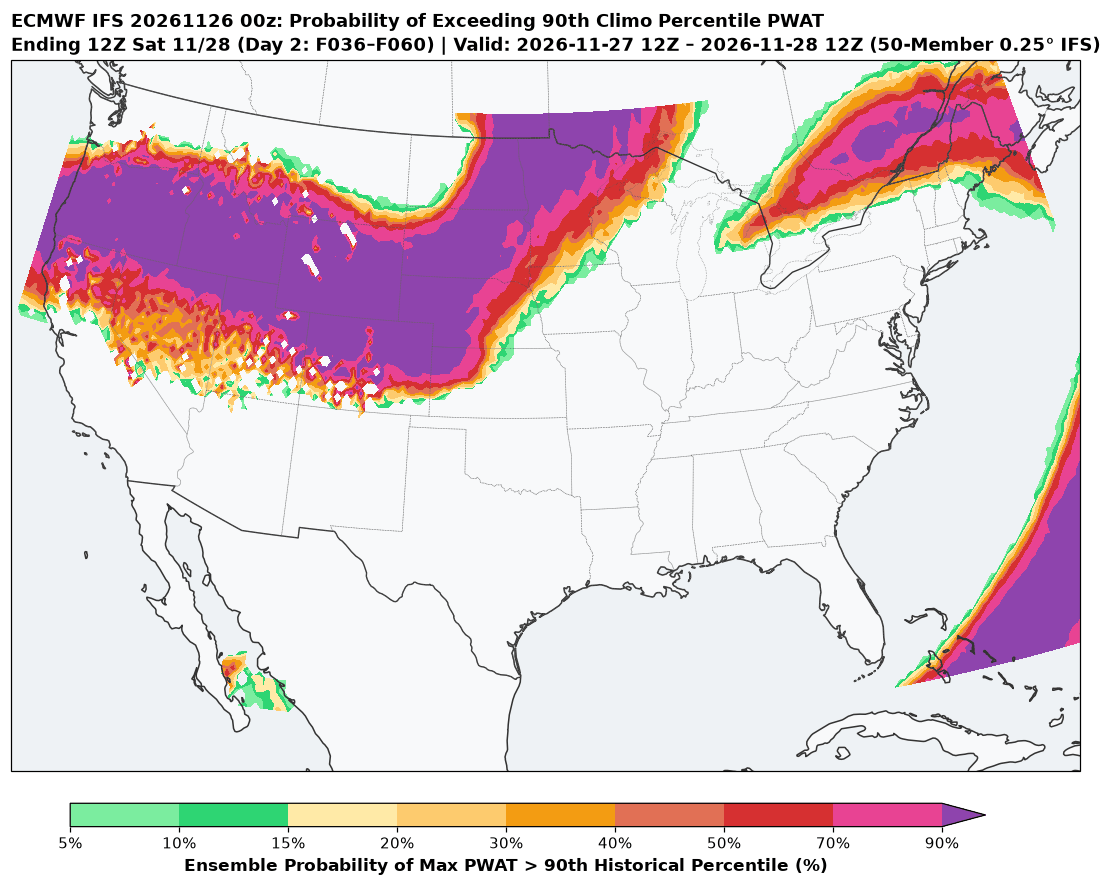 ECMWF IFS 20261126 00z: Probability of Exceeding 90th Climo Percentile PWAT
Ending 12Z Sat 11/28 (Day 2: F036–F060) | Valid: 2026-11-27 12Z – 2026-11-28 12Z (50-Member 0.25° IFS)
5% 10% 15% 20% 30% 40% 50% 70% 90%
Ensemble Probability of Max PWAT > 90th Historical Percentile (%)